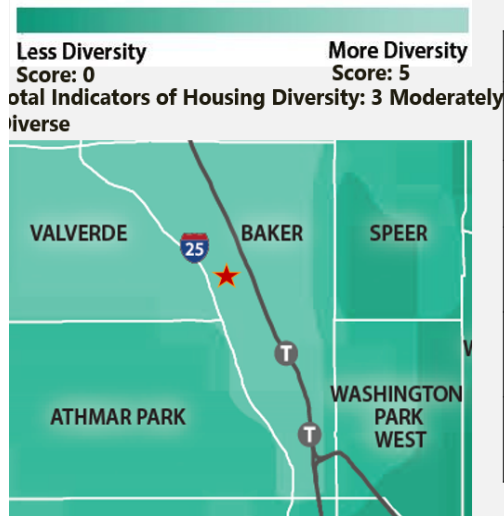 Less Diversity More Diversity
Score: 0 Score: 5
otal Indicators of Housing Diversity: 3 Moderately
Diverse
VALVERDE BAKER SPEER
25
T
WASHINGTON
ATHMAR PARK PARK
WEST
T